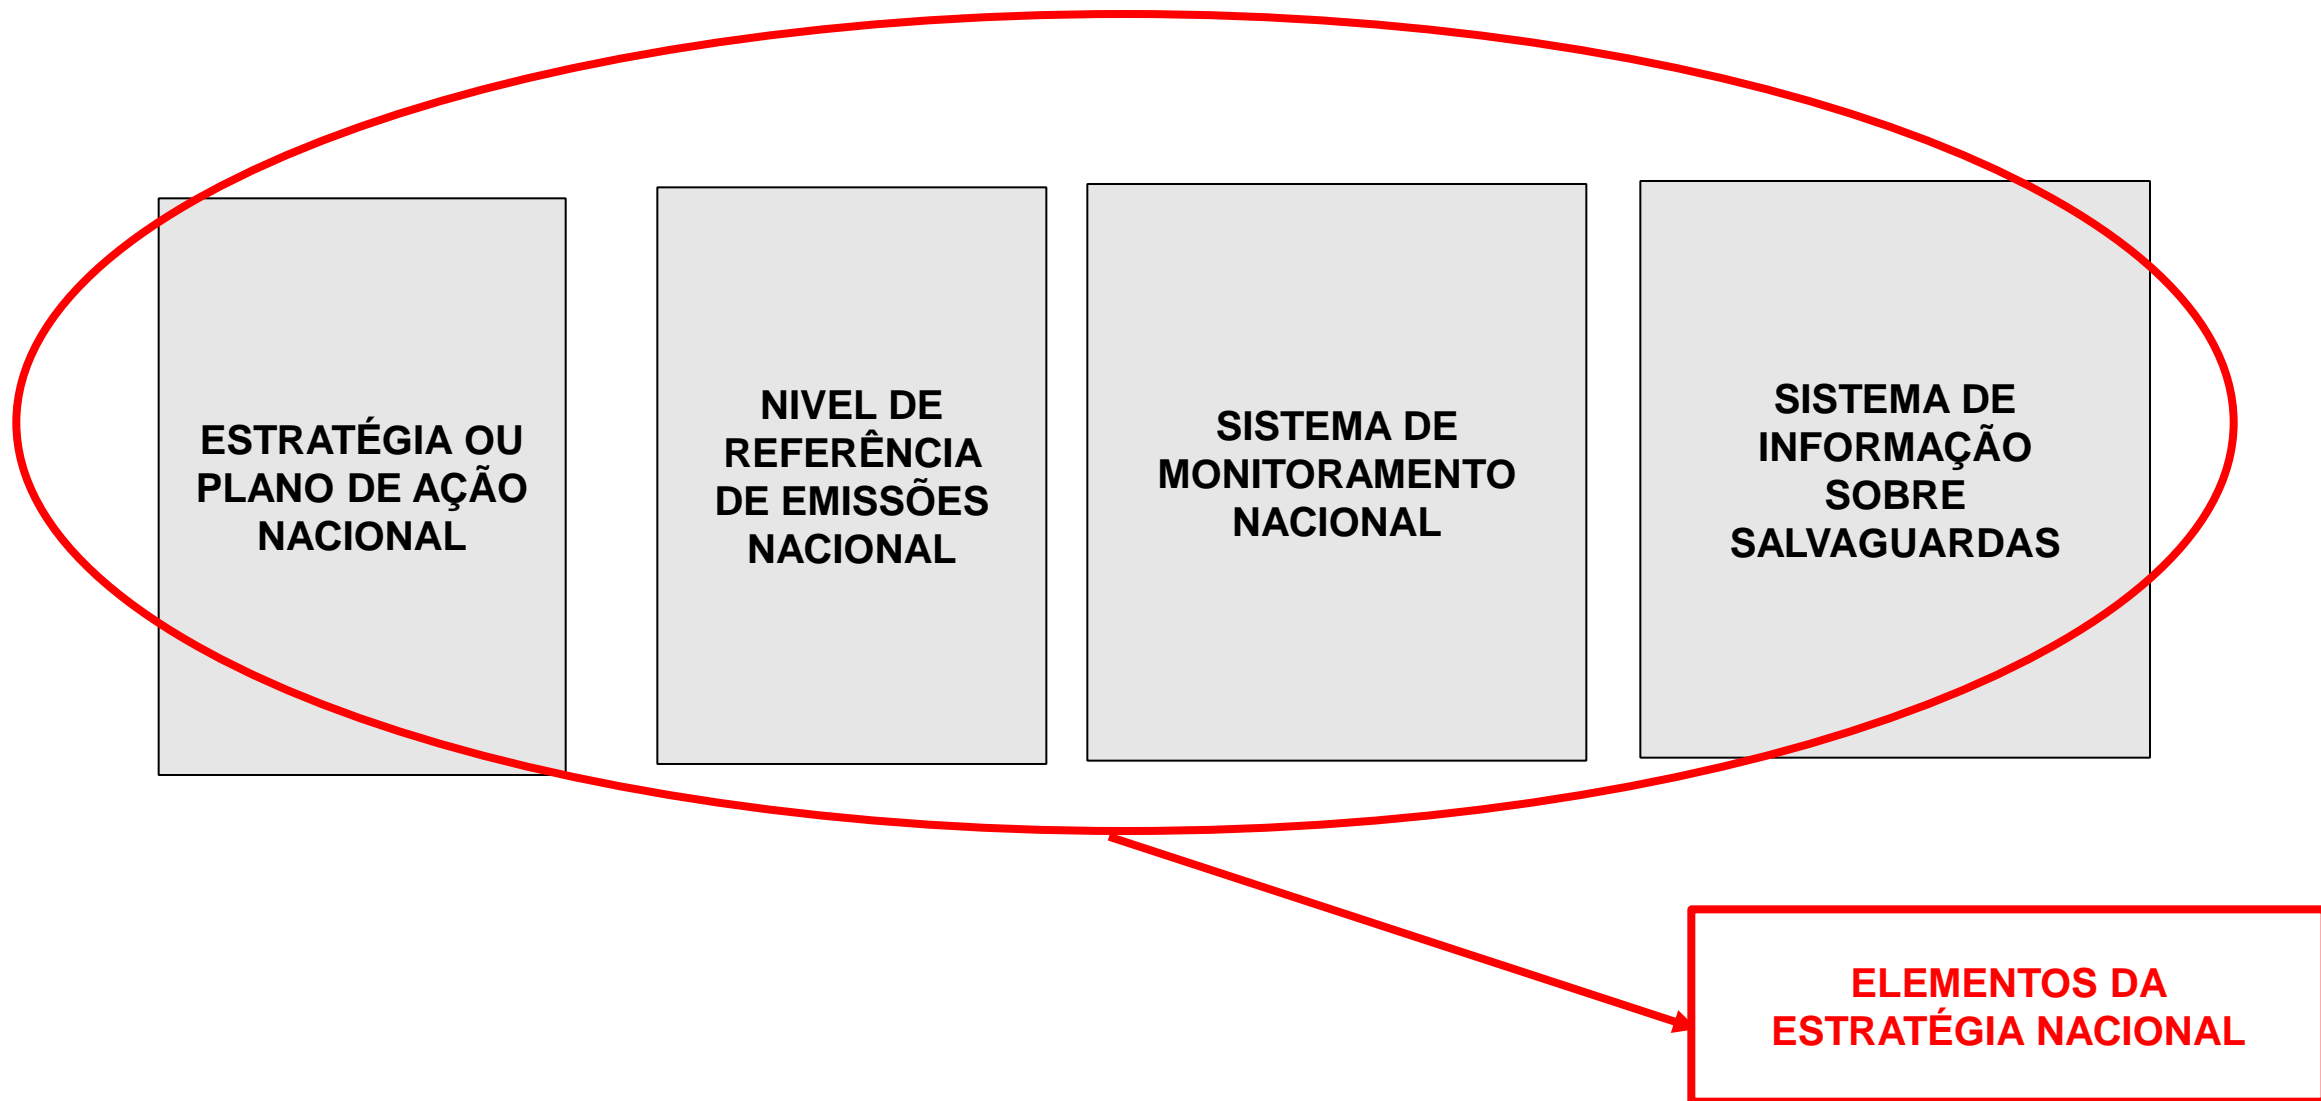 ESTRATÉGIA OU
PLANO DE AÇÃO
NACIONAL
NIVEL DE
REFERÊNCIA
DE EMISSÕES
NACIONAL
SISTEMA DE
MONITORAMENTO
NACIONAL
SISTEMA DE
INFORMAÇÃO
SOBRE
SALVAGUARDAS
ELEMENTOS DA
ESTRATÉGIA NACIONAL